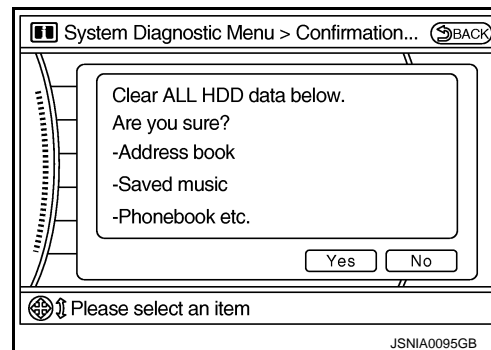 System Diagnostic Menu > Confirmation... BACK
Clear ALL HDD data below.
Are you sure?
-Address book
-Saved music
-Phonebook etc.
Yes No
Please select an item
JSNIA0095GB